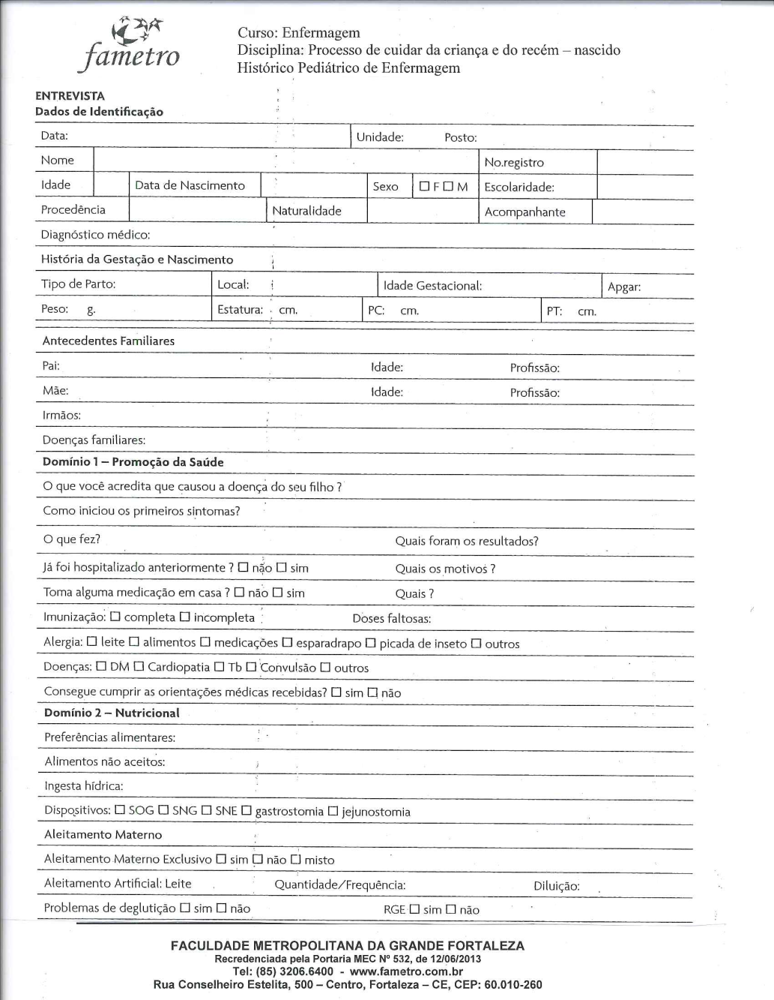 fametro
Curso: Enfermagem
Disciplina: Processo de cuidar da criança e do recém – nascido
Histórico Pediátrico de Enfermagem
ENTREVISTA
Dados de Identificação
Data: Unidade: Posto:
Nome No.registro
Idade Data de Nascimento Sexo ☐ F ☐ M Escolaridade:
Procedência Naturalidade Acompanhante
Diagnóstico médico:
História da Gestação e Nascimento
Tipo de Parto: Local: Idade Gestacional: Apgar:
Peso: g. Estatura: cm. PC: cm. PT: cm.
Antecedentes Familiares
Pai: Idade: Profissão:
Mãe: Idade: Profissão:
Irmãos:
Doenças familiares:
Domínio 1 – Promoção da Saúde
O que você acredita que causou a doença do seu filho ?
Como iniciou os primeiros sintomas?
O que fez? Quais foram os resultados?
Já foi hospitalizado anteriormente ? ☐ não ☐ sim Quais os motivos ?
Toma alguma medicação em casa ? ☐ não ☐ sim Quais ?
Imunização: ☐ completa ☐ incompleta Doses faltosas:
Alergia: ☐ leite ☐ alimentos ☐ medicações ☐ esparadrapo ☐ picada de inseto ☐ outros
Doenças: ☐ DM ☐ Cardiopatia ☐ Tb ☐ Convulsão ☐ outros
Consegue cumprir as orientações médicas recebidas? ☐ sim ☐ não
Domínio 2 – Nutricional
Preferências alimentares:
Alimentos não aceitos:
Ingesta hídrica:
Dispositivos: ☐ SOG ☐ SNG ☐ SNE ☐ gastrostomia ☐ jejunostomia
Aleitamento Materno
Aleitamento Materno Exclusivo ☐ sim ☐ não ☐ misto
Aleitamento Artificial: Leite Quantidade/Frequência: Diluição:
Problemas de deglutição ☐ sim ☐ não RGE ☐ sim ☐ não
FACULDADE METROPOLITANA DA GRANDE FORTALEZA
Recredenciada pela Portaria MEC Nº 532, de 12/06/2013
Tel: (85) 3206.6400 - www.fametro.com.br
Rua Conselheiro Estelita, 500 – Centro, Fortaleza – CE, CEP: 60.010-260